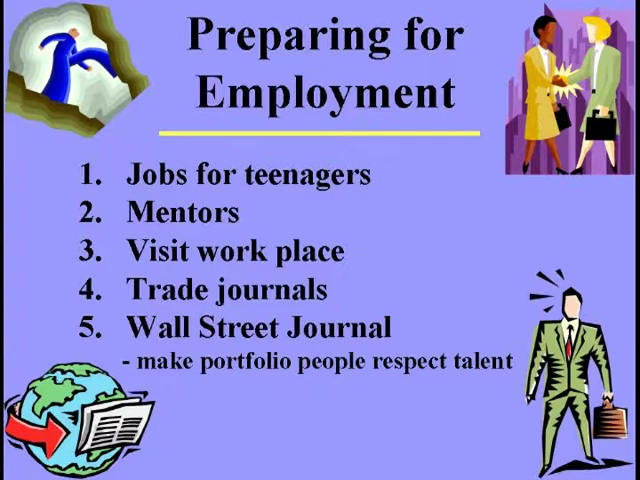 Preparing for
Employment
1. Jobs for teenagers
2. Mentors
3. Visit work place
4. Trade journals
5. Wall Street Journal
- make portfolio people respect talent